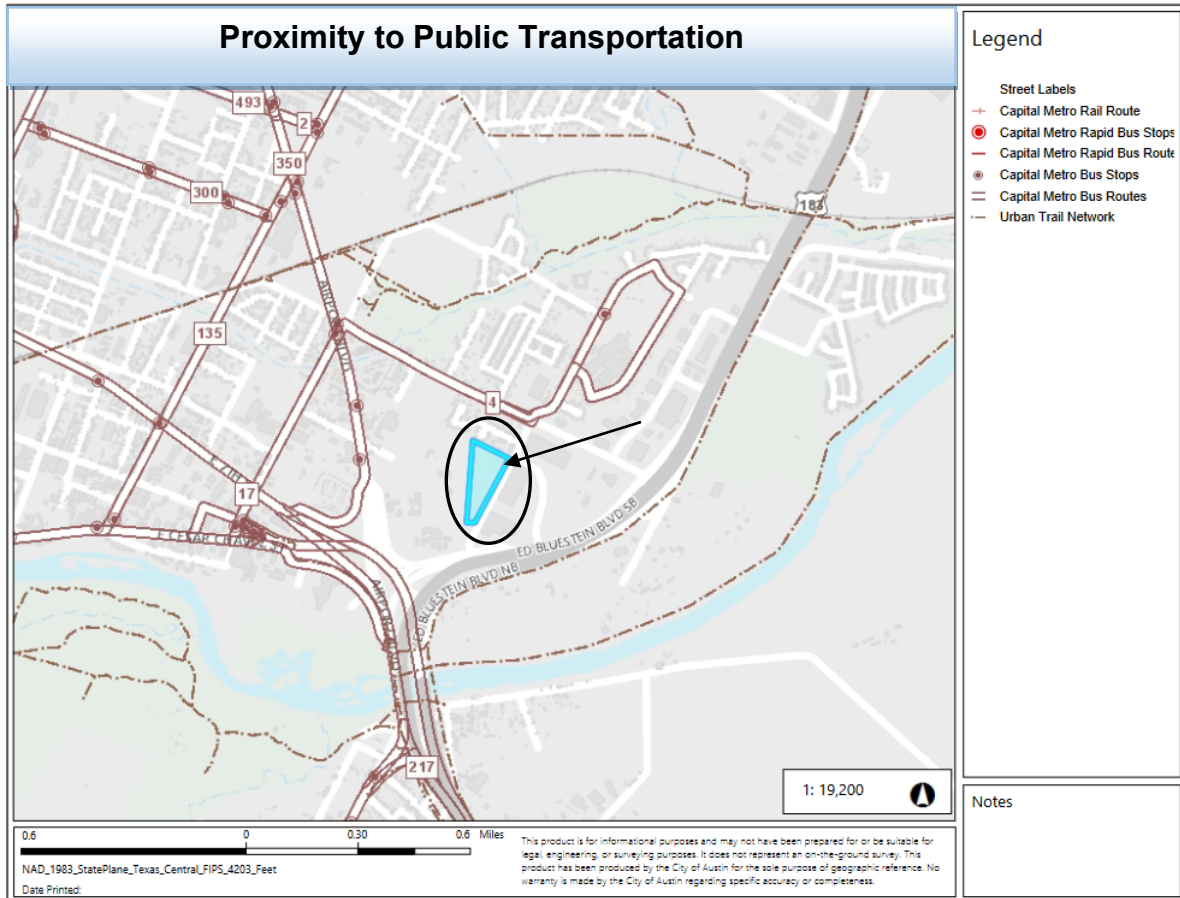 Proximity to Public Transportation
Legend
Street Labels
Capital Metro Rail Route
Capital Metro Rapid Bus Stops
Capital Metro Rapid Bus Route
Capital Metro Bus Stops
Capital Metro Bus Routes
Urban Trail Network
493
2
350
300
183
AIRPORT BLVD
135
4
E 7TH
17
E CESAR CHAVEZ ST
ED BLUESTEIN BLVD SB
ED BLUESTEIN BLVD NB
AIRPORT BLVD
217
1: 19,200
Notes
0.6 0 0.30 0.6 Miles
NAD_1983_StatePlane_Texas_Central_FIPS_4203_Feet
Date Printed:
This product is for informational purposes and may not have been prepared for or be suitable for
legal, engineering, or surveying purposes. It does not represent an on-the-ground survey. This
product has been produced by the City of Austin for the sole purpose of geographic reference. No
warranty is made by the City of Austin regarding specific accuracy or completeness.